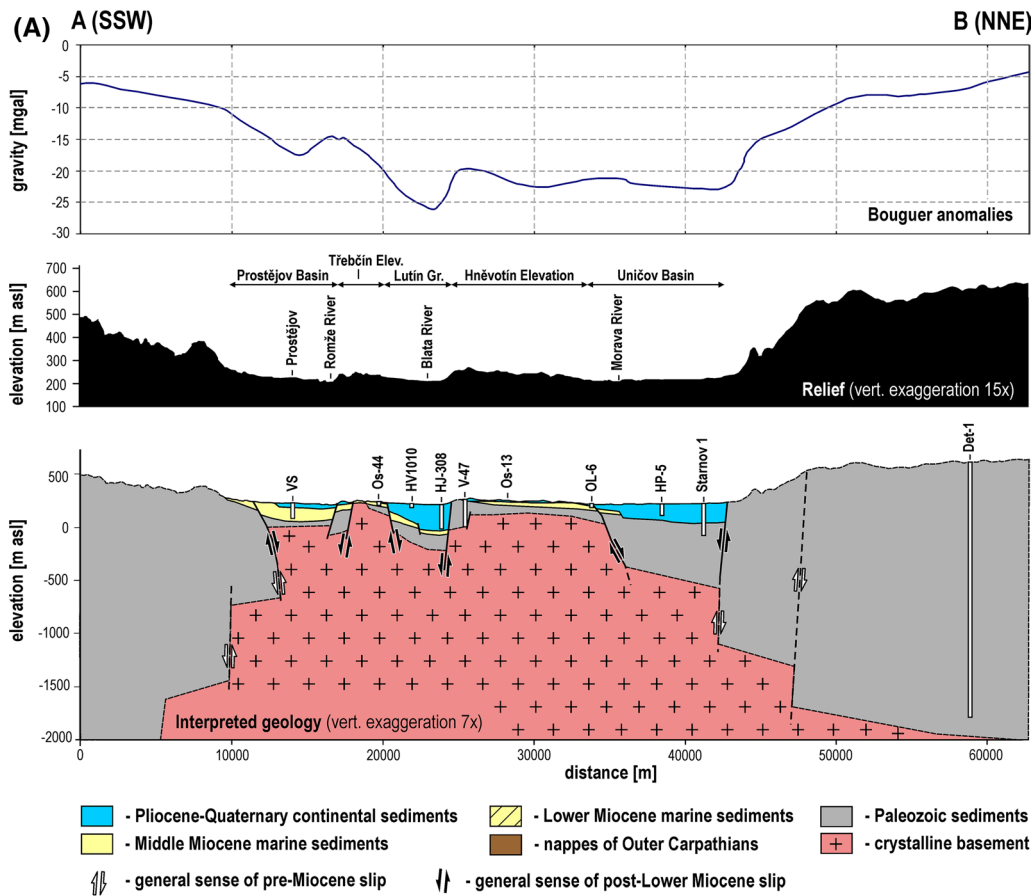 (A) A (SSW) B (NNE)
0
-5
-10
-15
-20
-25
-30
gravity [mgal]
Bouguer anomalies
700
600
500
400
300
200
100
elevation [m asl]
Prostějov Basin
Třebčín Elev.
Lutín Gr.
Hněvotín Elevation
Uničov Basin
Prostějov
Romže River
Blata River
Morava River
Relief (vert. exaggeration 15x)
500
0
-500
-1000
-1500
-2000
elevation [m asl]
VS
Os-44
HV1010
HJ-308
V-47
Os-13
OL-6
HP-5
Starnov 1
Det-1
Interpreted geology (vert. exaggeration 7x)
0 10000 20000 30000 40000 50000 60000
distance [m]
- Pliocene-Quaternary continental sediments
- Lower Miocene marine sediments
- Paleozoic sediments
- Middle Miocene marine sediments
- nappes of Outer Carpathians
- crystalline basement
- general sense of pre-Miocene slip
- general sense of post-Lower Miocene slip